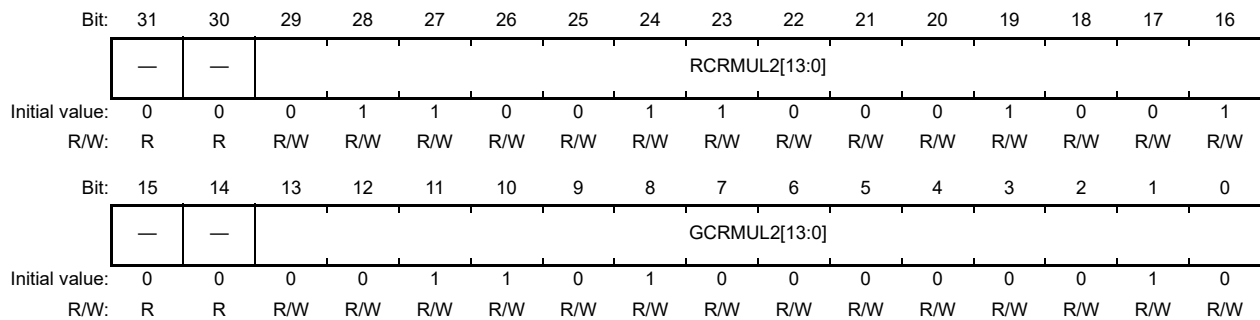 Bit: 31 30 29 28 27 26 25 24 23 22 21 20 19 18 17 16
— — RCRMUL2[13:0]
Initial value: 0 0 0 1 1 0 0 1 1 0 0 0 1 0 0 1
R/W: R R R/W R/W R/W R/W R/W R/W R/W R/W R/W R/W R/W R/W R/W R/W
Bit: 15 14 13 12 11 10 9 8 7 6 5 4 3 2 1 0
— — GCRMUL2[13:0]
Initial value: 0 0 0 0 1 1 0 1 0 0 0 0 0 0 1 0
R/W: R R R/W R/W R/W R/W R/W R/W R/W R/W R/W R/W R/W R/W R/W R/W